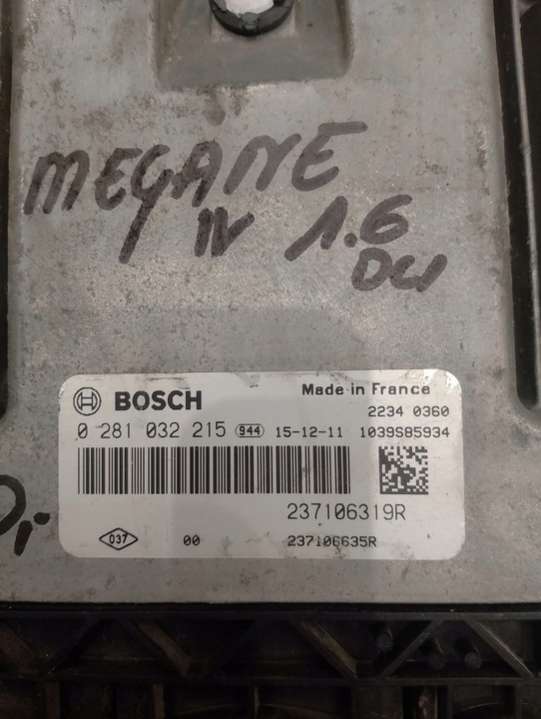 MEGANE
IV 1.6
DCI
BOSCH Made in France
2234 0360
0 281 032 215 944 15-12-11 1039S85934
237106319R
037 00 237106635R